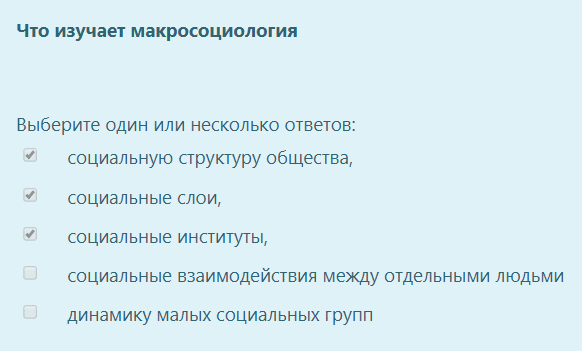 Что изучает макросоциология
Выберите один или несколько ответов:
социальную структуру общества,
социальные слои,
социальные институты,
социальные взаимодействия между отдельными людьми
динамику малых социальных групп